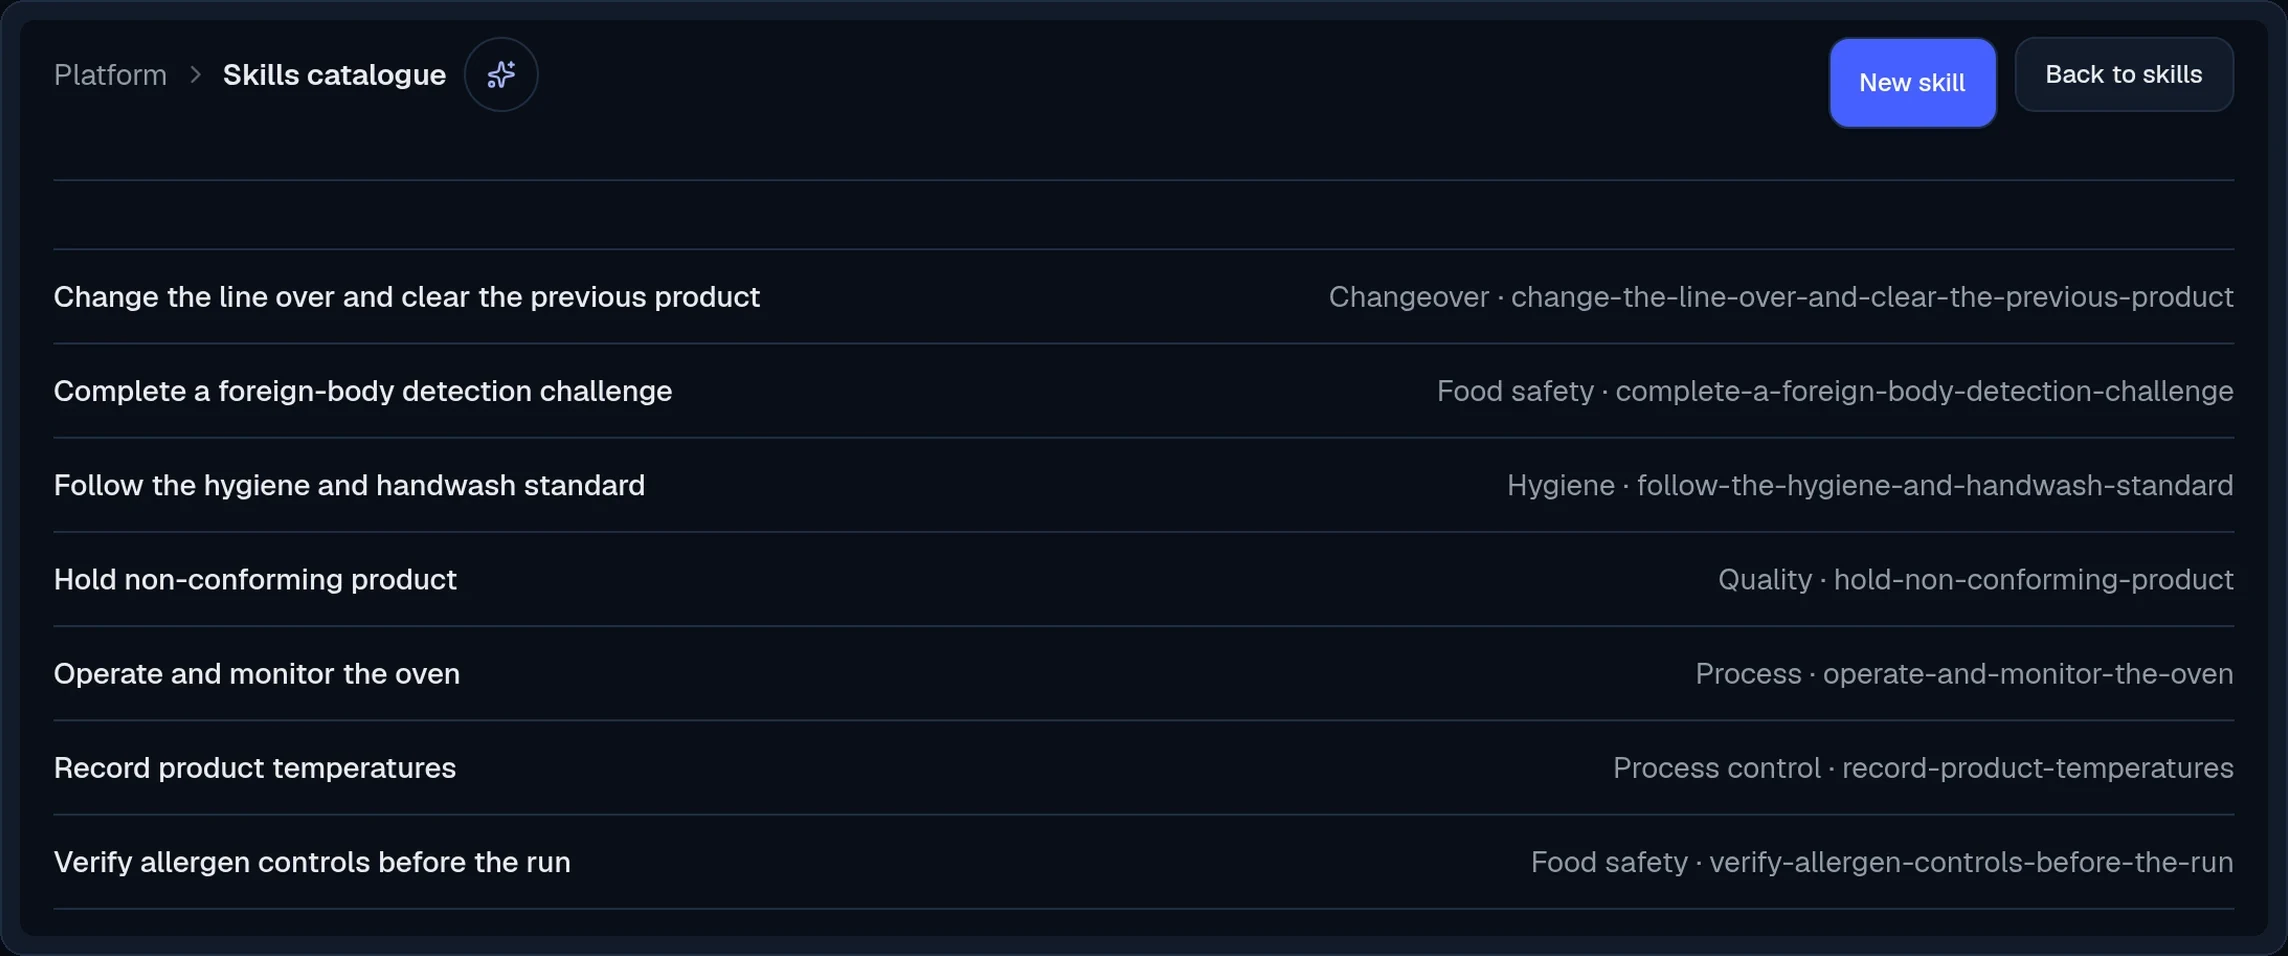 Platform > Skills catalogue
New skill
Back to skills
Change the line over and clear the previous product
Changeover · change-the-line-over-and-clear-the-previous-product
Complete a foreign-body detection challenge
Food safety · complete-a-foreign-body-detection-challenge
Follow the hygiene and handwash standard
Hygiene · follow-the-hygiene-and-handwash-standard
Hold non-conforming product
Quality · hold-non-conforming-product
Operate and monitor the oven
Process · operate-and-monitor-the-oven
Record product temperatures
Process control · record-product-temperatures
Verify allergen controls before the run
Food safety · verify-allergen-controls-before-the-run